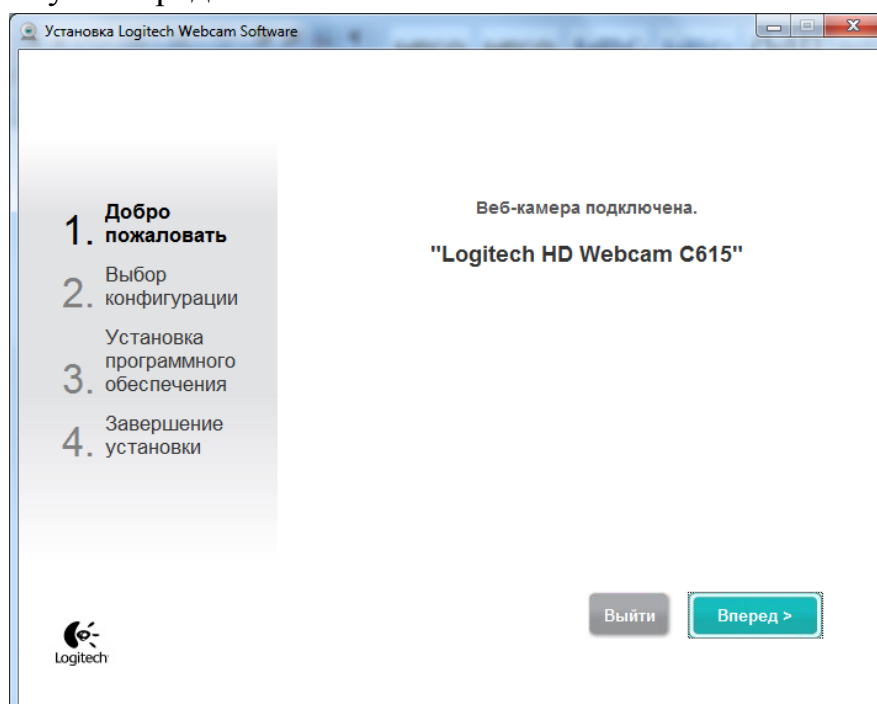 Установка Logitech Webcam Software
1. Добро
пожаловать
2. Выбор
конфигурации
3. Установка
программного
обеспечения
4. Завершение
установки
Веб-камера подключена.
"Logitech HD Webcam C615"
Выйти
Вперед >
Logitech